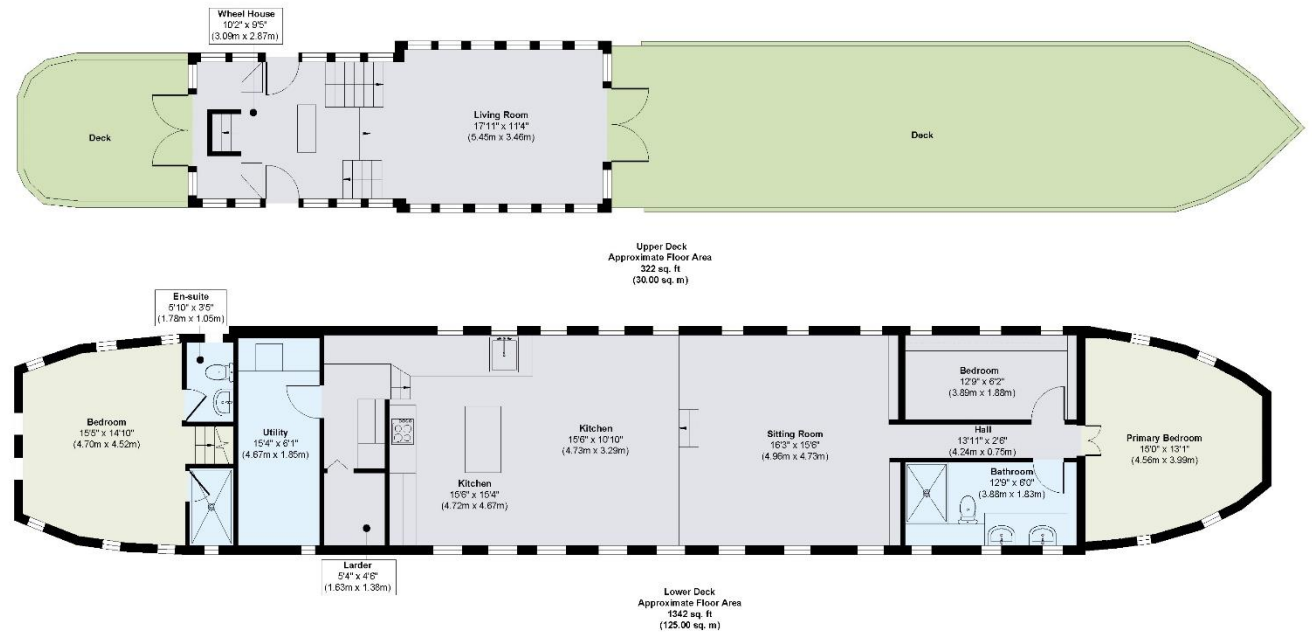 Wheel House
10'2" x 9'5"
(3.09m x 2.87m)
Deck
Living Room
17'11" x 11'4"
(5.45m x 3.46m)
Deck
Upper Deck
Approximate Floor Area
322 sq. ft
(30.00 sq. m)
En-suite
5'10" x 3'5"
(1.78m x 1.05m)
Bedroom
15'5" x 14'10"
(4.70m x 4.52m)
Utility
15'4" x 6'1"
(4.67m x 1.85m)
Kitchen
15'6" x 15'4"
(4.72m x 4.67m)
Kitchen
15'6" x 10'10"
(4.73m x 3.29m)
Sitting Room
16'3" x 15'6"
(4.96m x 4.73m)
Bedroom
12'9" x 6'2"
(3.89m x 1.88m)
Hall
13'11" x 2'6"
(4.24m x 0.75m)
Bathroom
12'9" x 6'0"
(3.88m x 1.83m)
Primary Bedroom
15'0" x 13'1"
(4.56m x 3.99m)
Larder
5'4" x 4'6"
(1.63m x 1.38m)
Lower Deck
Approximate Floor Area
1342 sq. ft
(125.00 sq. m)